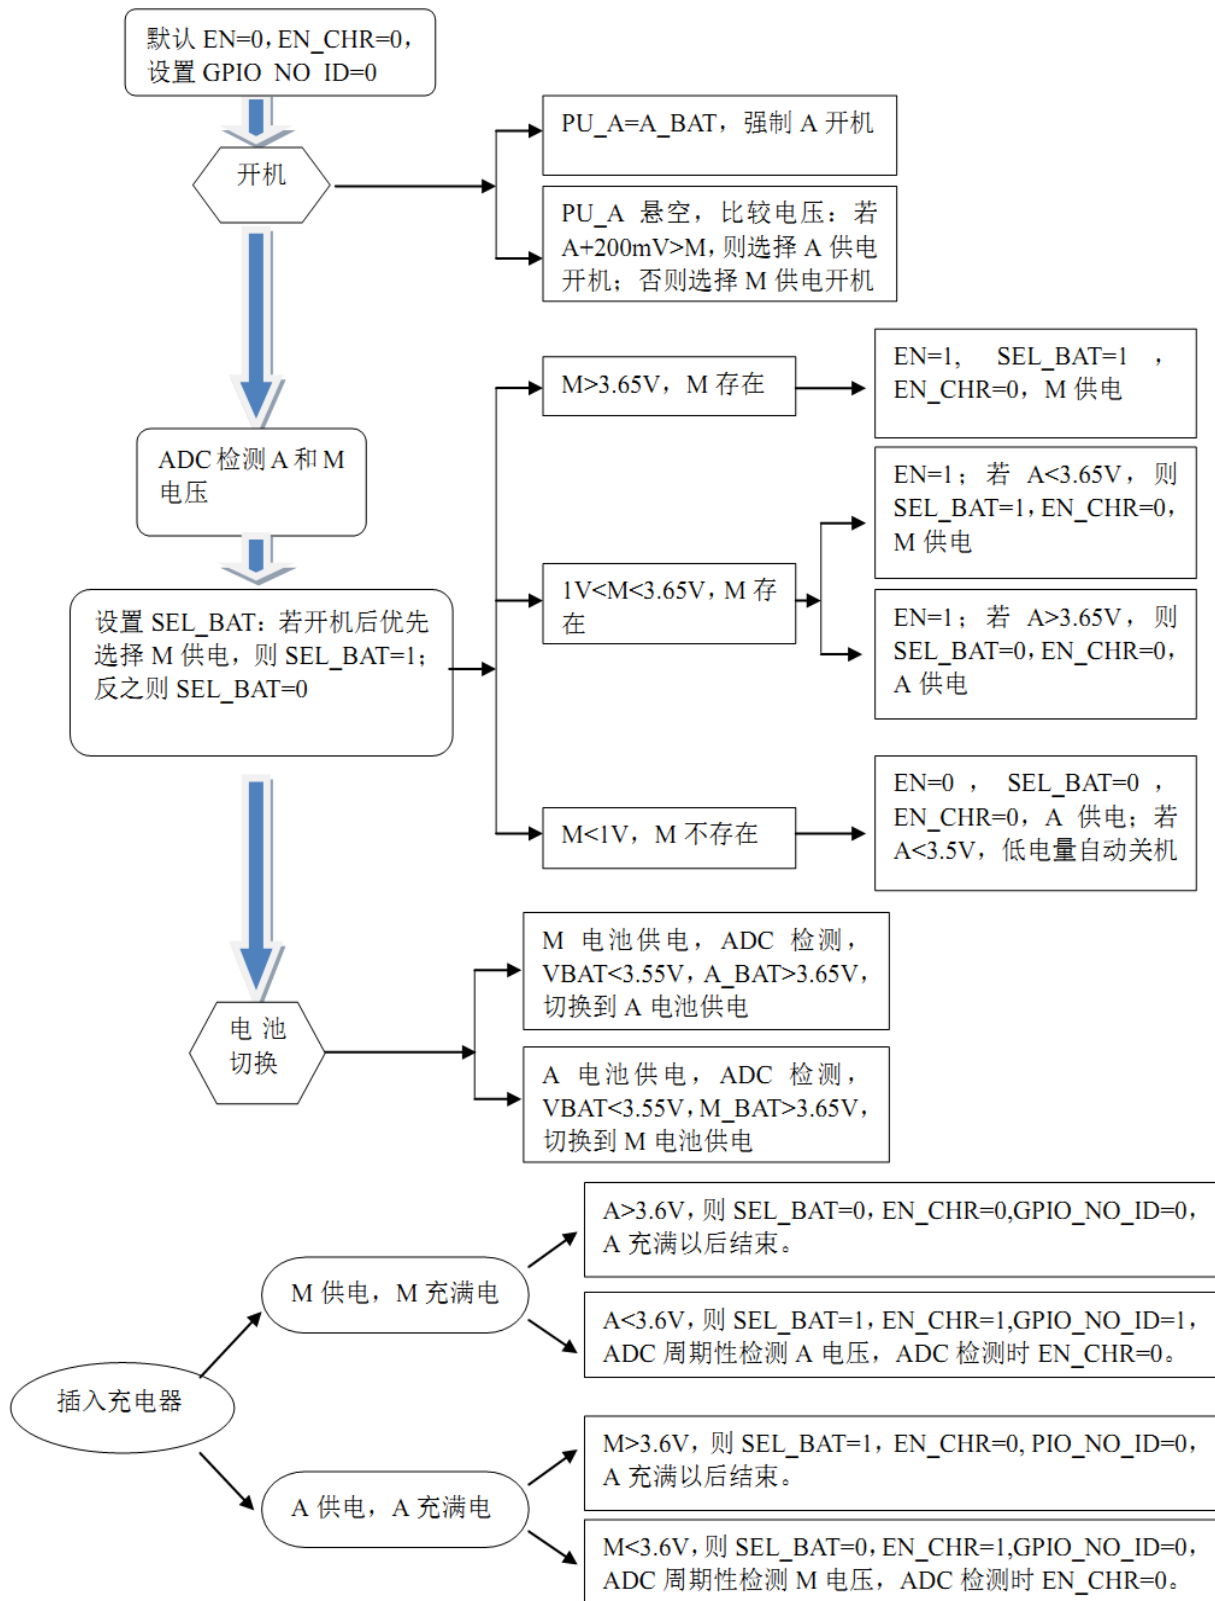 默认 EN=0，EN_CHR=0，
设置 GPIO_NO_ID=0
开机
PU_A=A_BAT，强制 A 开机
PU_A 悬空，比较电压：若
A+200mV>M，则选择 A 供电
开机；否则选择 M 供电开机
ADC 检测 A 和 M
电压
设置 SEL_BAT：若开机后优先
选择 M 供电，则 SEL_BAT=1；
反之则 SEL_BAT=0
M>3.65V，M 存在
EN=1, SEL_BAT=1 ，
EN_CHR=0，M 供电
1V<M<3.65V，M 存
在
EN=1；若 A<3.65V，则
SEL_BAT=1，EN_CHR=0，
M 供电
EN=1；若 A>3.65V，则
SEL_BAT=0，EN_CHR=0，
A 供电
M<1V，M 不存在
EN=0 ， SEL_BAT=0 ，
EN_CHR=0，A 供电；若
A<3.5V，低电量自动关机
电 池
切换
M 电池供电，ADC 检测，
VBAT<3.55V，A_BAT>3.65V，
切换到 A 电池供电
A 电池供电，ADC 检测，
VBAT<3.55V，M_BAT>3.65V，
切换到 M 电池供电
插入充电器
M 供电，M 充满电
A>3.6V，则 SEL_BAT=0，EN_CHR=0,GPIO_NO_ID=0，
A 充满以后结束。
A<3.6V，则 SEL_BAT=1，EN_CHR=1,GPIO_NO_ID=1，
ADC 周期性检测 A 电压，ADC 检测时 EN_CHR=0。
A 供电，A 充满电
M>3.6V，则 SEL_BAT=1，EN_CHR=0, PIO_NO_ID=0，
A 充满以后结束。
M<3.6V，则 SEL_BAT=0，EN_CHR=1,GPIO_NO_ID=0，
ADC 周期性检测 M 电压，ADC 检测时 EN_CHR=0。